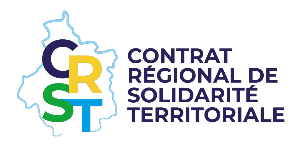 CRST
CONTRAT
RÉGIONAL DE
SOLIDARITÉ
TERRITORIALE